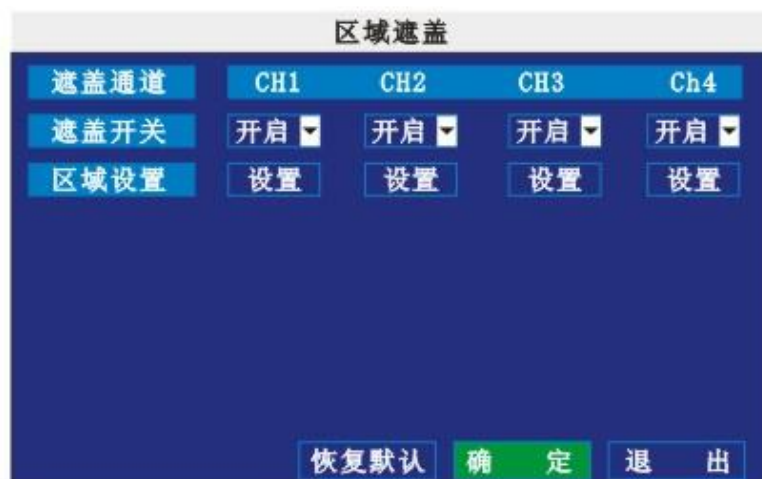 区域遮盖
遮盖通道 CH1 CH2 CH3 Ch4
遮盖开关 开启 开启 开启 开启
区域设置 设置 设置 设置 设置
恢复默认 确 定 退 出